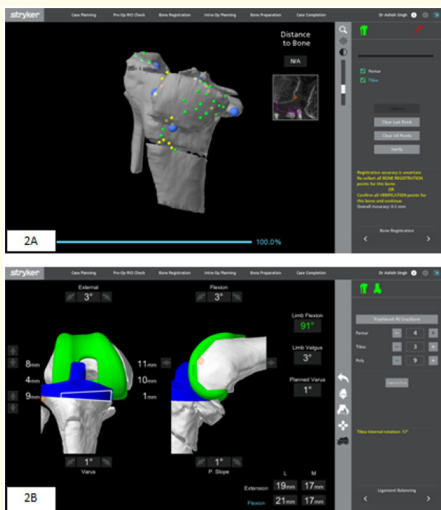 stryker Case Planning Pre-Op RIO Check Bone Registration Intra-Op Planning Bone Preparation Case Completion Dr Ashish Singh
Distance
to Bone
N/A
Femur
Tibia
Clear Last Point
Clear All Points
Verify
Registration accuracy is uncertain.
Re-collect all BONE REGISTRATION
points for this bone
OR
Confirm all VERIFICATION points for
this bone and continue
Overall Accuracy: 0.5 mm
Bone Registration
100.0%
2A
stryker Case Planning Pre-Op RIO Check Bone Registration Intra-Op Planning Bone Preparation Case Completion Dr Ashish Singh
External
3°
Flexion
3°
Limb Flexion
91°
Limb Valgus
3°
Planned Varus
1°
8mm 11mm
4mm 10mm
9mm 1mm
1°
Varus
1°
P. Slope
L M
Extension 19mm 17mm
Flexion 21mm 17mm
Femur - 4 +
Tibia - 3 +
Poly - 9 +
Tibia Internal rotation:
Ligament Balancing
2B